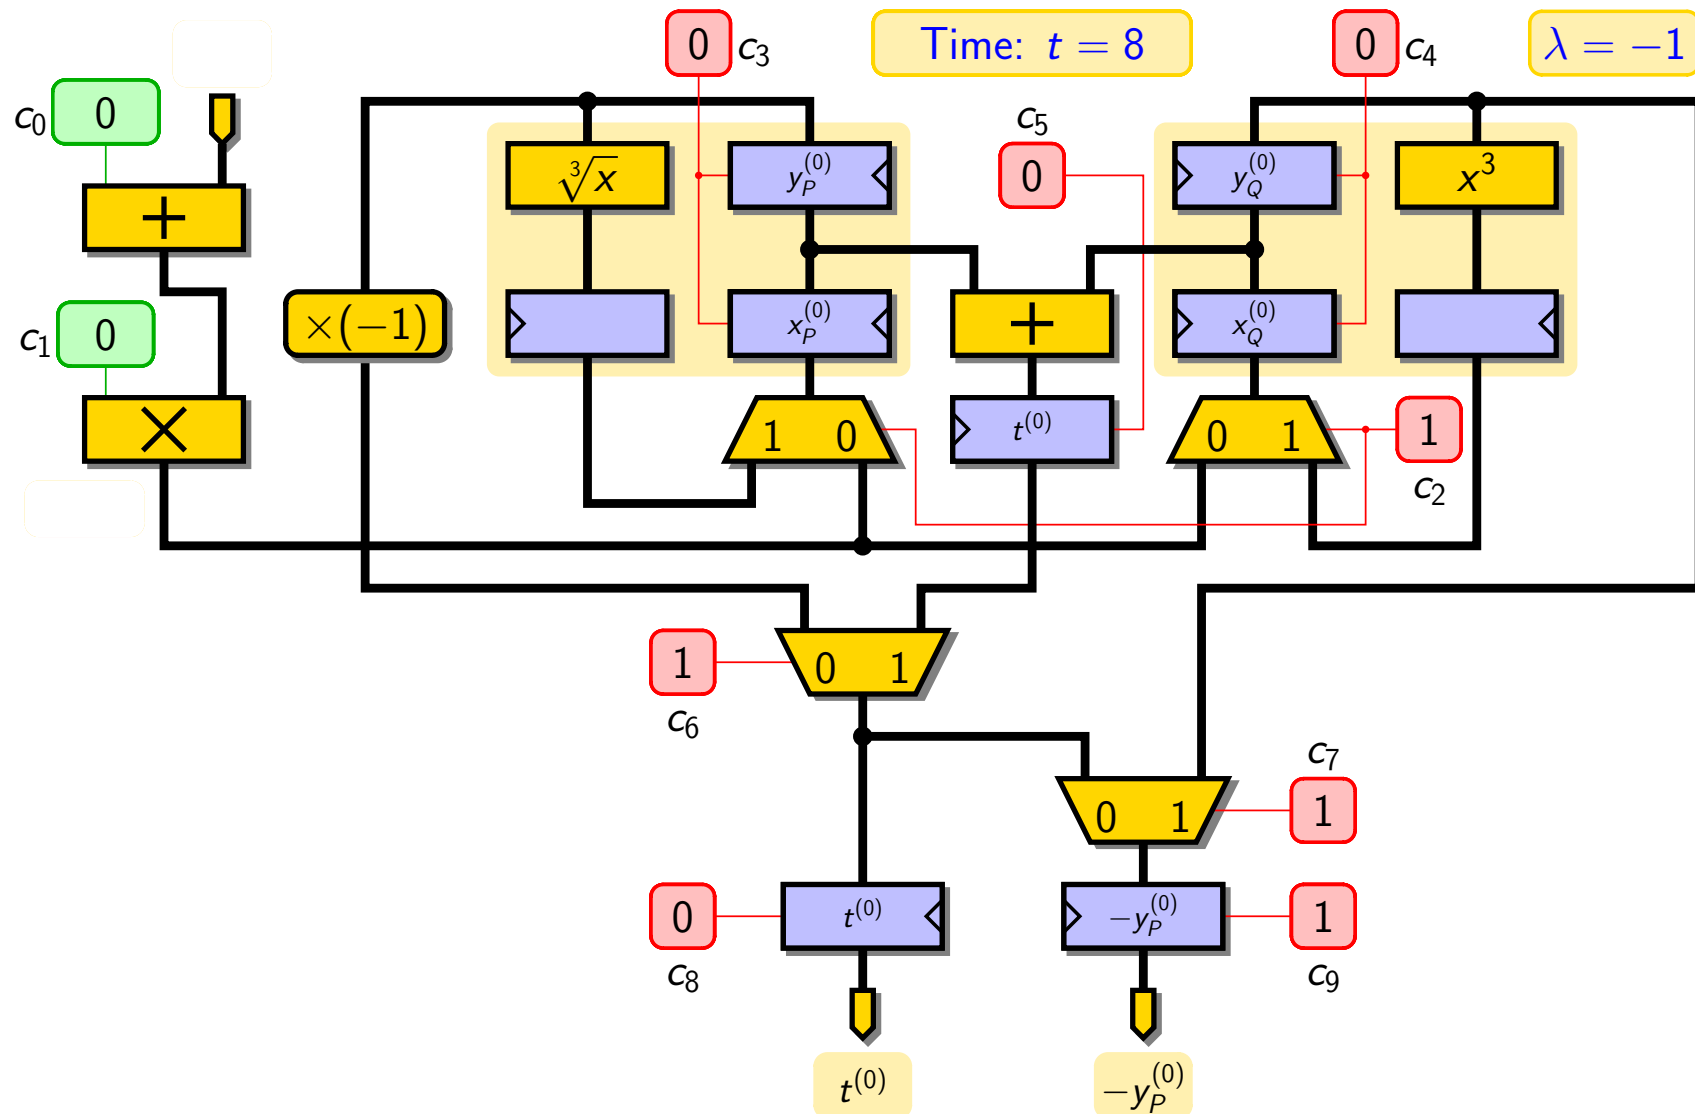 0 c₃ Time: t = 8 0 c₄ λ = −1
c₀ 0
c₅
∛x y_P^(0) 0 y_Q^(0) x³
+
c₁ 0 ×(−1) x_P^(0) + x_Q^(0)
× 1 0 t^(0) 0 1 1
c₂
1 0 1
c₆
c₇
0 1 1
0 t^(0) −y_P^(0) 1
c₈ c₉
t^(0) −y_P^(0)